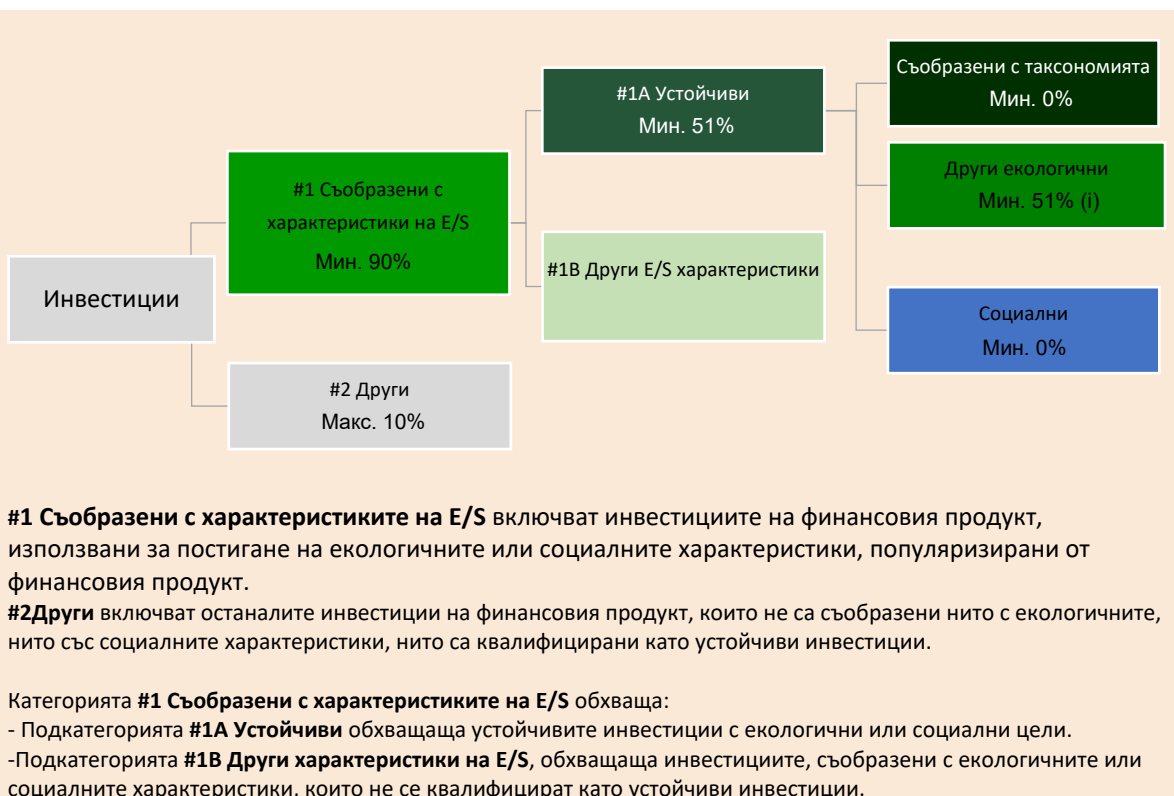 Инвестиции
#1 Съобразени с
характеристики на E/S
Мин. 90%
#2 Други
Макс. 10%
#1A Устойчиви
Мин. 51%
#1B Други E/S характеристики
Съобразени с таксономията
Мин. 0%
Други екологични
Мин. 51% (i)
Социални
Мин. 0%
#1 Съобразени с характеристиките на E/S включват инвестициите на финансовия продукт,
използвани за постигане на екологичните или социалните характеристики, популяризирани от
финансовия продукт.
#2Други включват останалите инвестиции на финансовия продукт, които не са съобразени нито с екологичните,
нито със социалните характеристики, нито са квалифицирани като устойчиви инвестиции.
Категорията #1 Съобразени с характеристиките на E/S обхваща:
- Подкатегорията #1A Устойчиви обхващаща устойчивите инвестиции с екологични или социални цели.
-Подкатегорията #1B Други характеристики на E/S, обхващаща инвестициите, съобразени с екологичните или
социалните характеристики, които не се квалифицират като устойчиви инвестиции.